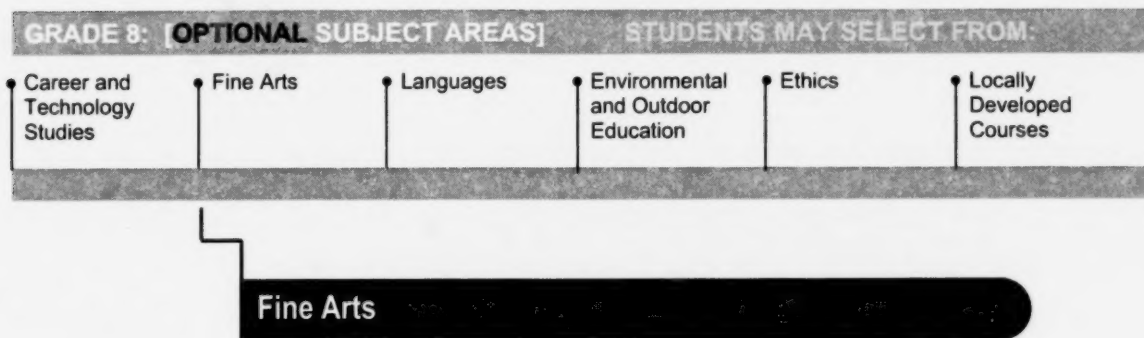 GRADE 8: [OPTIONAL SUBJECT AREAS] STUDENTS MAY SELECT FROM:
Career and
Technology
Studies
Fine Arts
Languages
Environmental
and Outdoor
Education
Ethics
Locally
Developed
Courses
Fine Arts